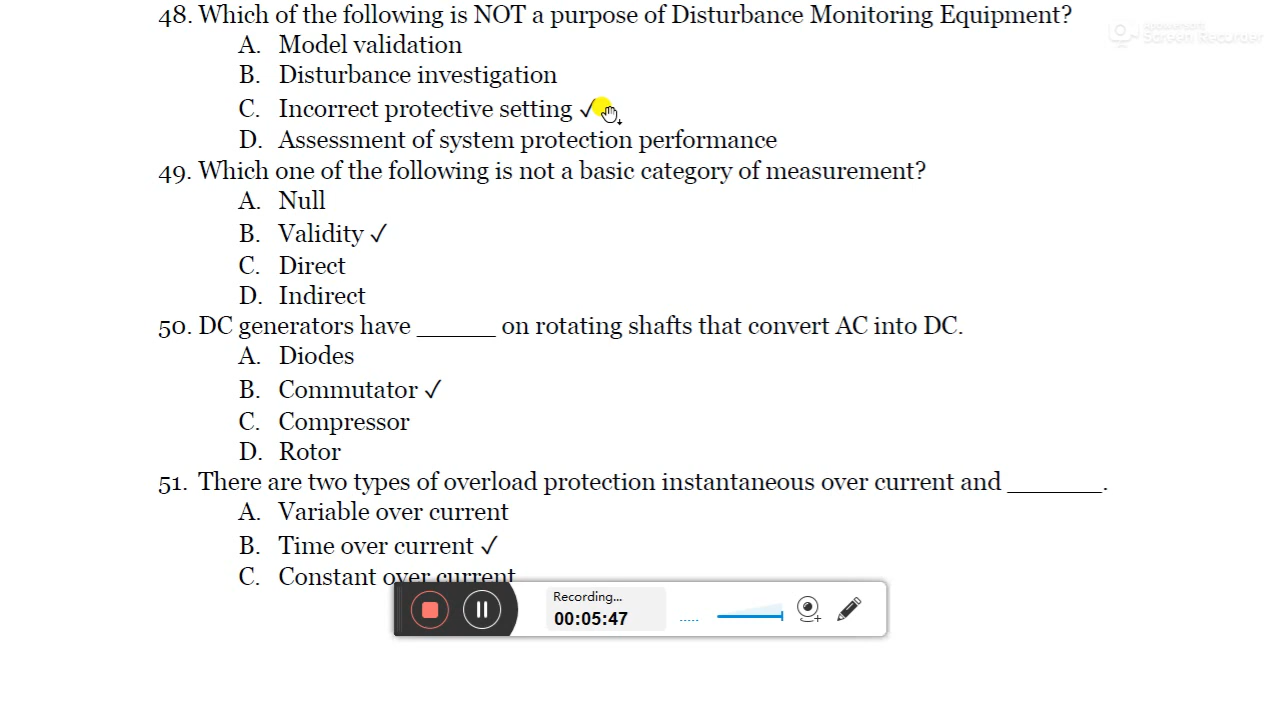 48. Which of the following is NOT a purpose of Disturbance Monitoring Equipment?
A. Model validation
B. Disturbance investigation
C. Incorrect protective setting ✓
D. Assessment of system protection performance
49. Which one of the following is not a basic category of measurement?
A. Null
B. Validity ✓
C. Direct
D. Indirect
50. DC generators have ______ on rotating shafts that convert AC into DC.
A. Diodes
B. Commutator ✓
C. Compressor
D. Rotor
51. There are two types of overload protection instantaneous over current and _______.
A. Variable over current
B. Time over current ✓
C. Constant over current
Recording...
00:05:47
Screen Recorder